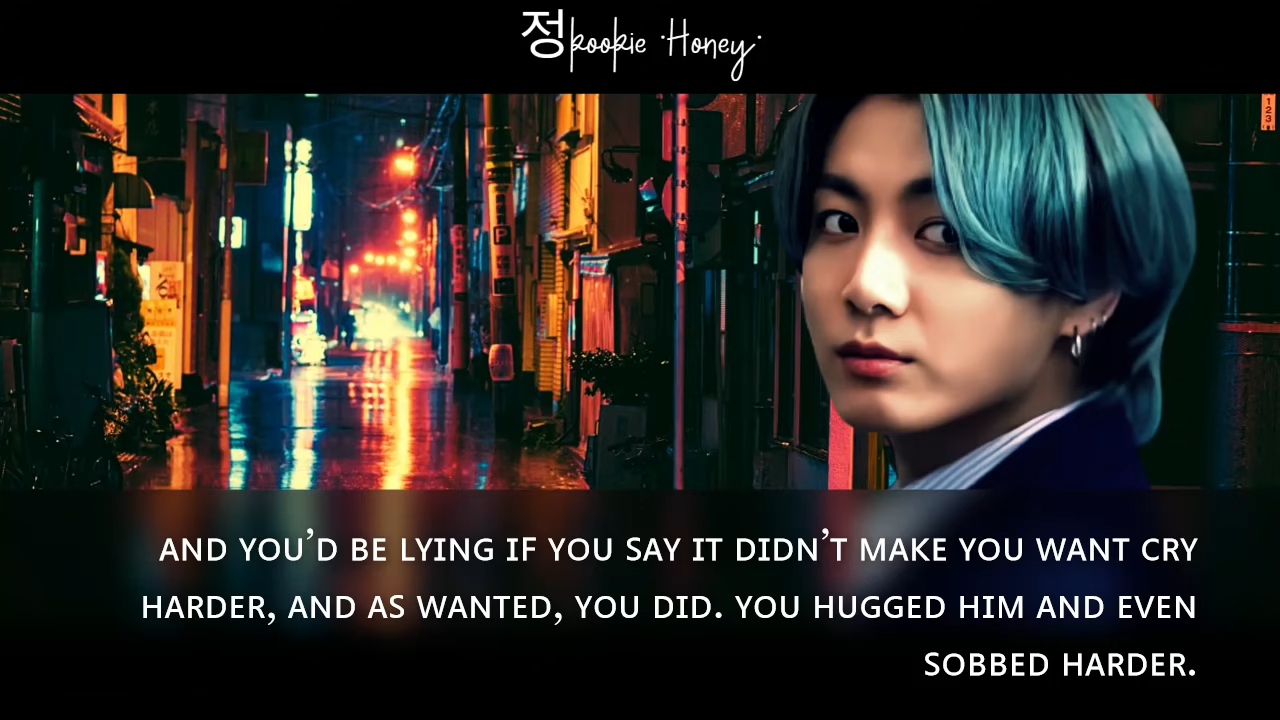 정kookie Honey
AND YOU’D BE LYING IF YOU SAY IT DIDN’T MAKE YOU WANT CRY
HARDER, AND AS WANTED, YOU DID. YOU HUGGED HIM AND EVEN
SOBBED HARDER.
P
123